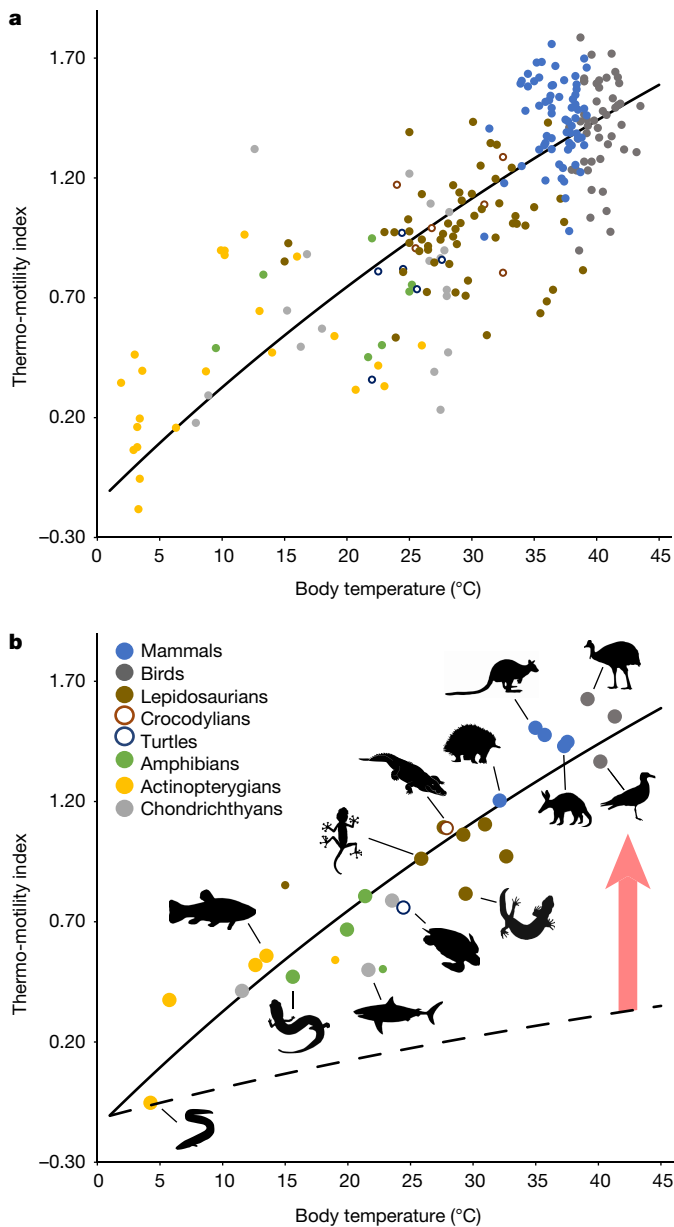 a
1.70
1.20
0.70
0.20
−0.30
Thermo-motility index
0 5 10 15 20 25 30 35 40 45
Body temperature (°C)
b
Mammals
Birds
Lepidosaurians
Crocodylians
Turtles
Amphibians
Actinopterygians
Chondrichthyans
1.70
1.20
0.70
0.20
−0.30
Thermo-motility index
0 5 10 15 20 25 30 35 40 45
Body temperature (°C)